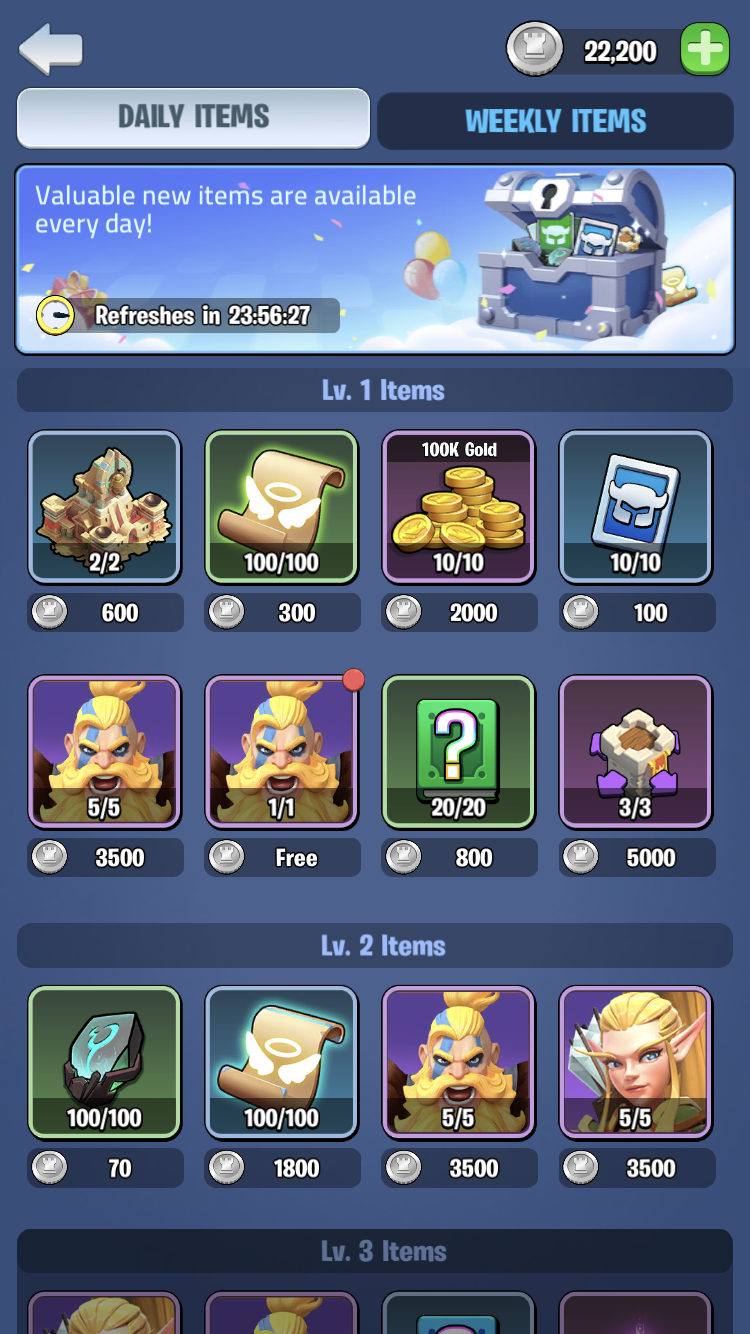 22,200
DAILY ITEMS
WEEKLY ITEMS
Valuable new items are available
every day!
Refreshes in 23:56:27
Lv. 1 Items
100K Gold
2/2
100/100
10/10
10/10
600
300
2000
100
5/5
1/1
?
20/20
3/3
3500
Free
800
5000
Lv. 2 Items
100/100
100/100
5/5
5/5
70
1800
3500
3500
Lv. 3 Items